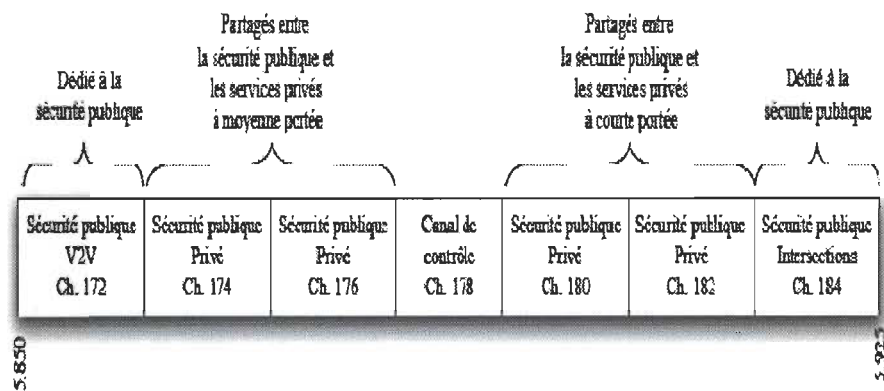 Dédié à la
sécurité publique
Partagés entre
la sécurité publique et
les services privés
à moyenne portée
Partagés entre
la sécurité publique et
les services privés
à courte portée
Dédié à la
sécurité publique
Sécurité publique
V2V
Ch. 172
Sécurité publique
Privé
Ch. 174
Sécurité publique
Privé
Ch. 176
Canal de
contrôle
Ch. 178
Sécurité publique
Privé
Ch. 180
Sécurité publique
Privé
Ch. 182
Sécurité publique
Intersections
Ch. 184
5.850
5.925